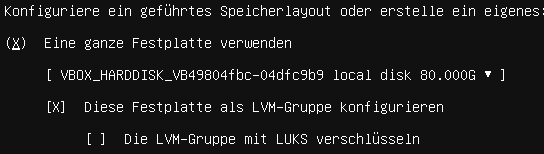 Konfiguriere ein geführtes Speicherlayout oder erstelle ein eigenes:
(X) Eine ganze Festplatte verwenden
[ VBOX_HARDDISK_VB49804fbc-04dfc9b9 local disk 80.000G ▾ ]
[X] Diese Festplatte als LVM-Gruppe konfigurieren
[ ] Die LVM-Gruppe mit LUKS verschlüsseln